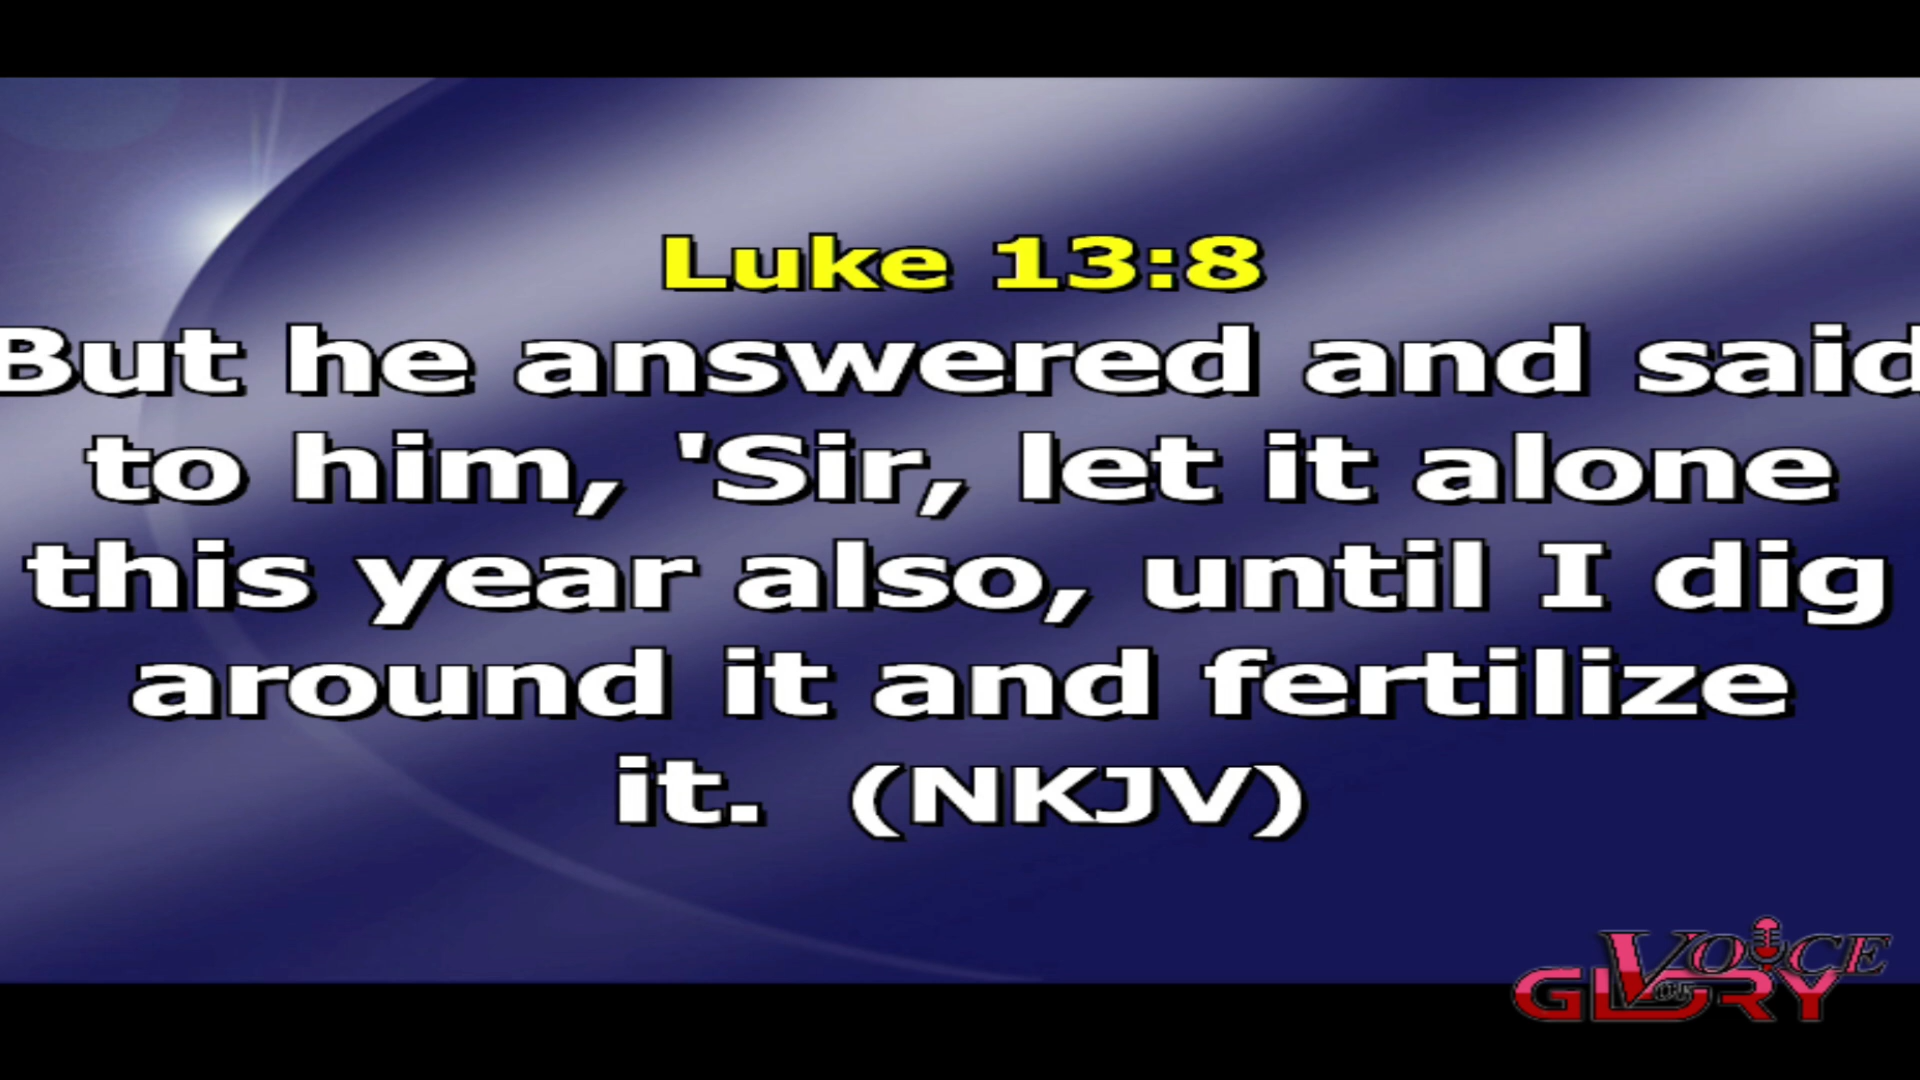 Luke 13:8
But he answered and said
to him, 'Sir, let it alone
this year also, until I dig
around it and fertilize
it. (NKJV)
VOICE
OF
GLORY